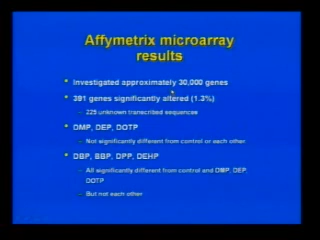 Affymetrix microarray
results
• Investigated approximately 30,000 genes
• 391 genes significantly altered (1.3%)
– 225 unknown transcribed sequences
• DMP, DEP, DOTP
– Not significantly different from control or each other
• DBP, BBP, DPP, DEHP
– All significantly different from control and DMP, DEP,
DOTP
– But not each other